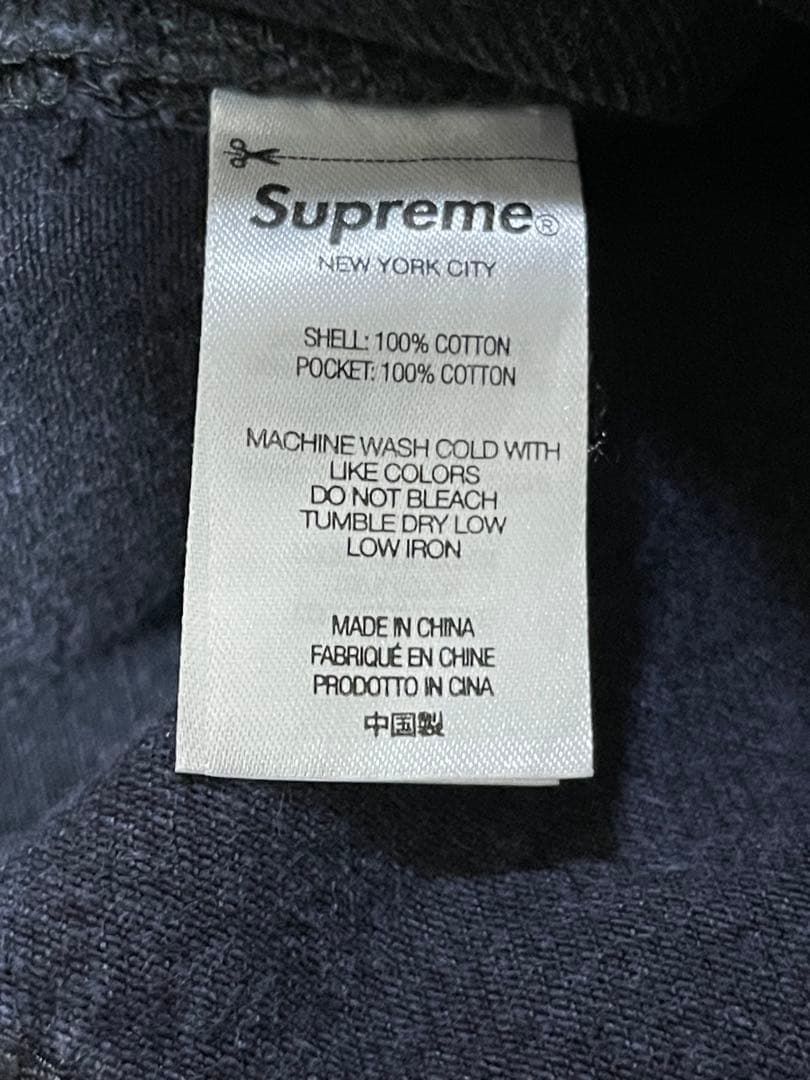 Supreme®
NEW YORK CITY
SHELL: 100% COTTON
POCKET: 100% COTTON
MACHINE WASH COLD WITH
LIKE COLORS
DO NOT BLEACH
TUMBLE DRY LOW
LOW IRON
MADE IN CHINA
FABRIQUÉ EN CHINE
PRODOTTO IN CINA
中国製